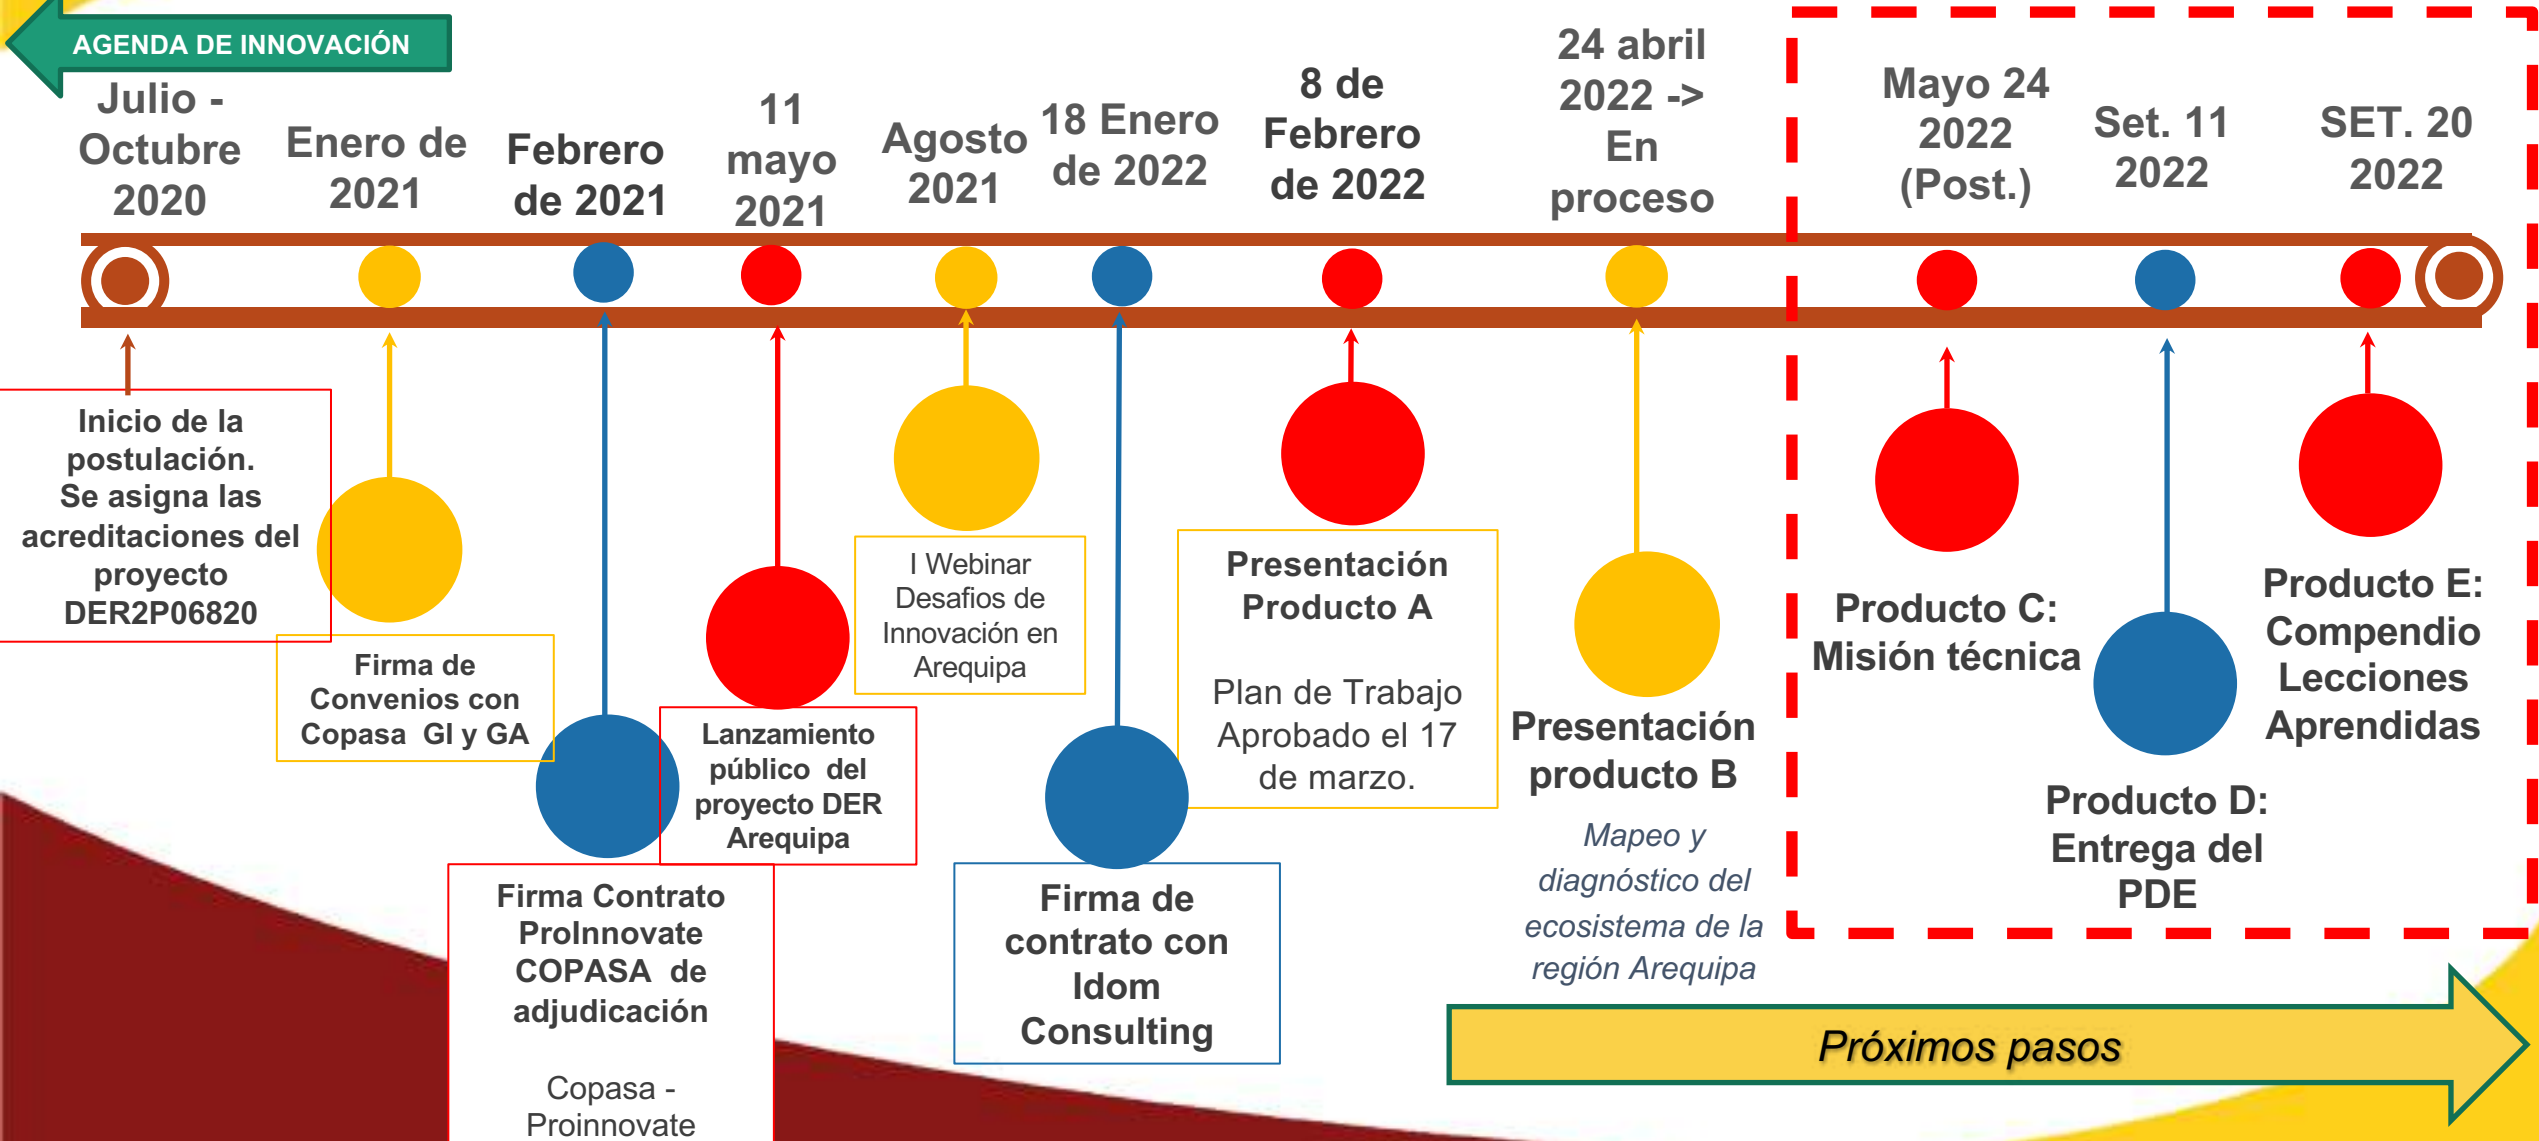 AGENDA DE INNOVACIÓN
Julio -
Octubre
2020
Enero de
2021
Febrero
de 2021
11
mayo
2021
Agosto
2021
18 Enero
de 2022
8 de
Febrero
de 2022
24 abril
2022 ->
En
proceso
Mayo 24
2022
(Post.)
Set. 11
2022
SET. 20
2022
Inicio de la
postulación.
Se asigna las
acreditaciones del
proyecto
DER2P06820
Firma de
Convenios con
Copasa GI y GA
Firma Contrato
ProInnovate
COPASA de
adjudicación
Copasa -
Proinnovate
Lanzamiento
público del
proyecto DER
Arequipa
I Webinar
Desafios de
Innovación en
Arequipa
Firma de
contrato con
Idom
Consulting
Presentación
Producto A
Plan de Trabajo
Aprobado el 17
de marzo.
Presentación
producto B
Mapeo y
diagnóstico del
ecosistema de la
región Arequipa
Producto C:
Misión técnica
Producto D:
Entrega del
PDE
Producto E:
Compendio
Lecciones
Aprendidas
Próximos pasos